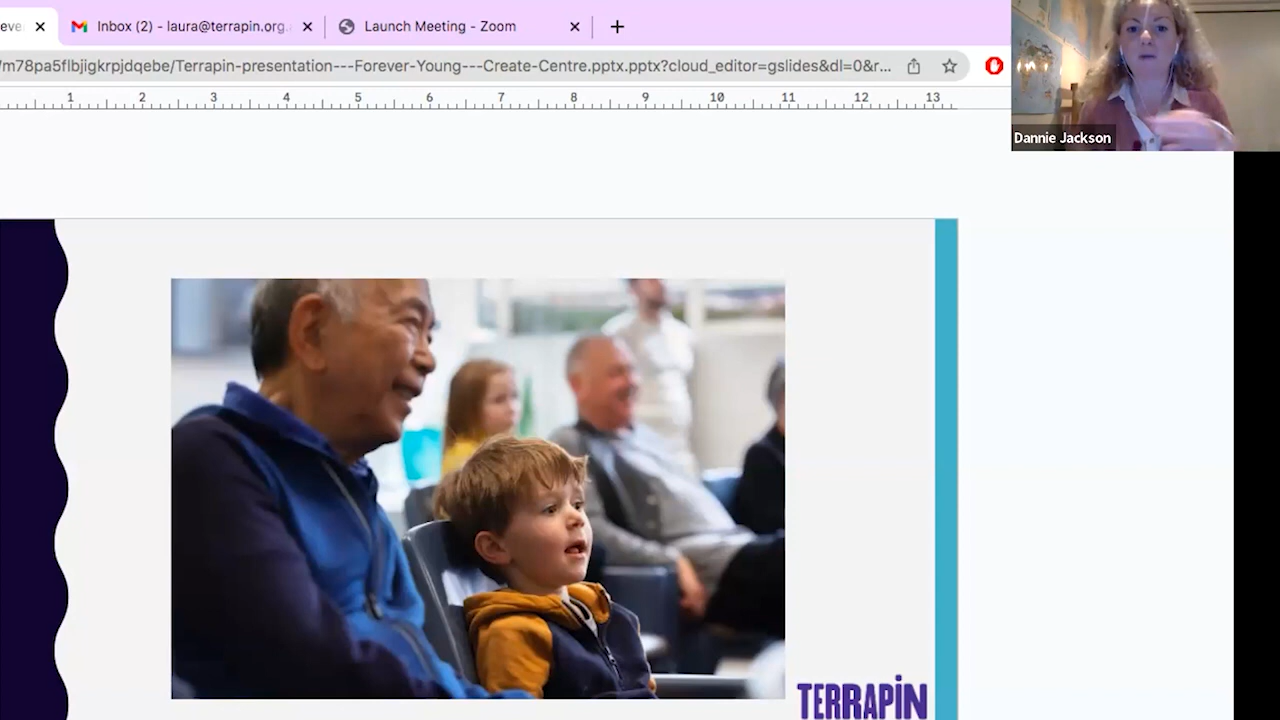 eve
Inbox (2) - laura@terrapin.org.
Launch Meeting - Zoom
/m78pa5flbjigkrpjdqebe/Terrapin-presentation---Forever-Young---Create-Centre.pptx.pptx?cloud_editor=gslides&dl=0&r...
1 2 3 4 5 6 7 8 9 10 11 12 13
Dannie Jackson
TERRAPIN